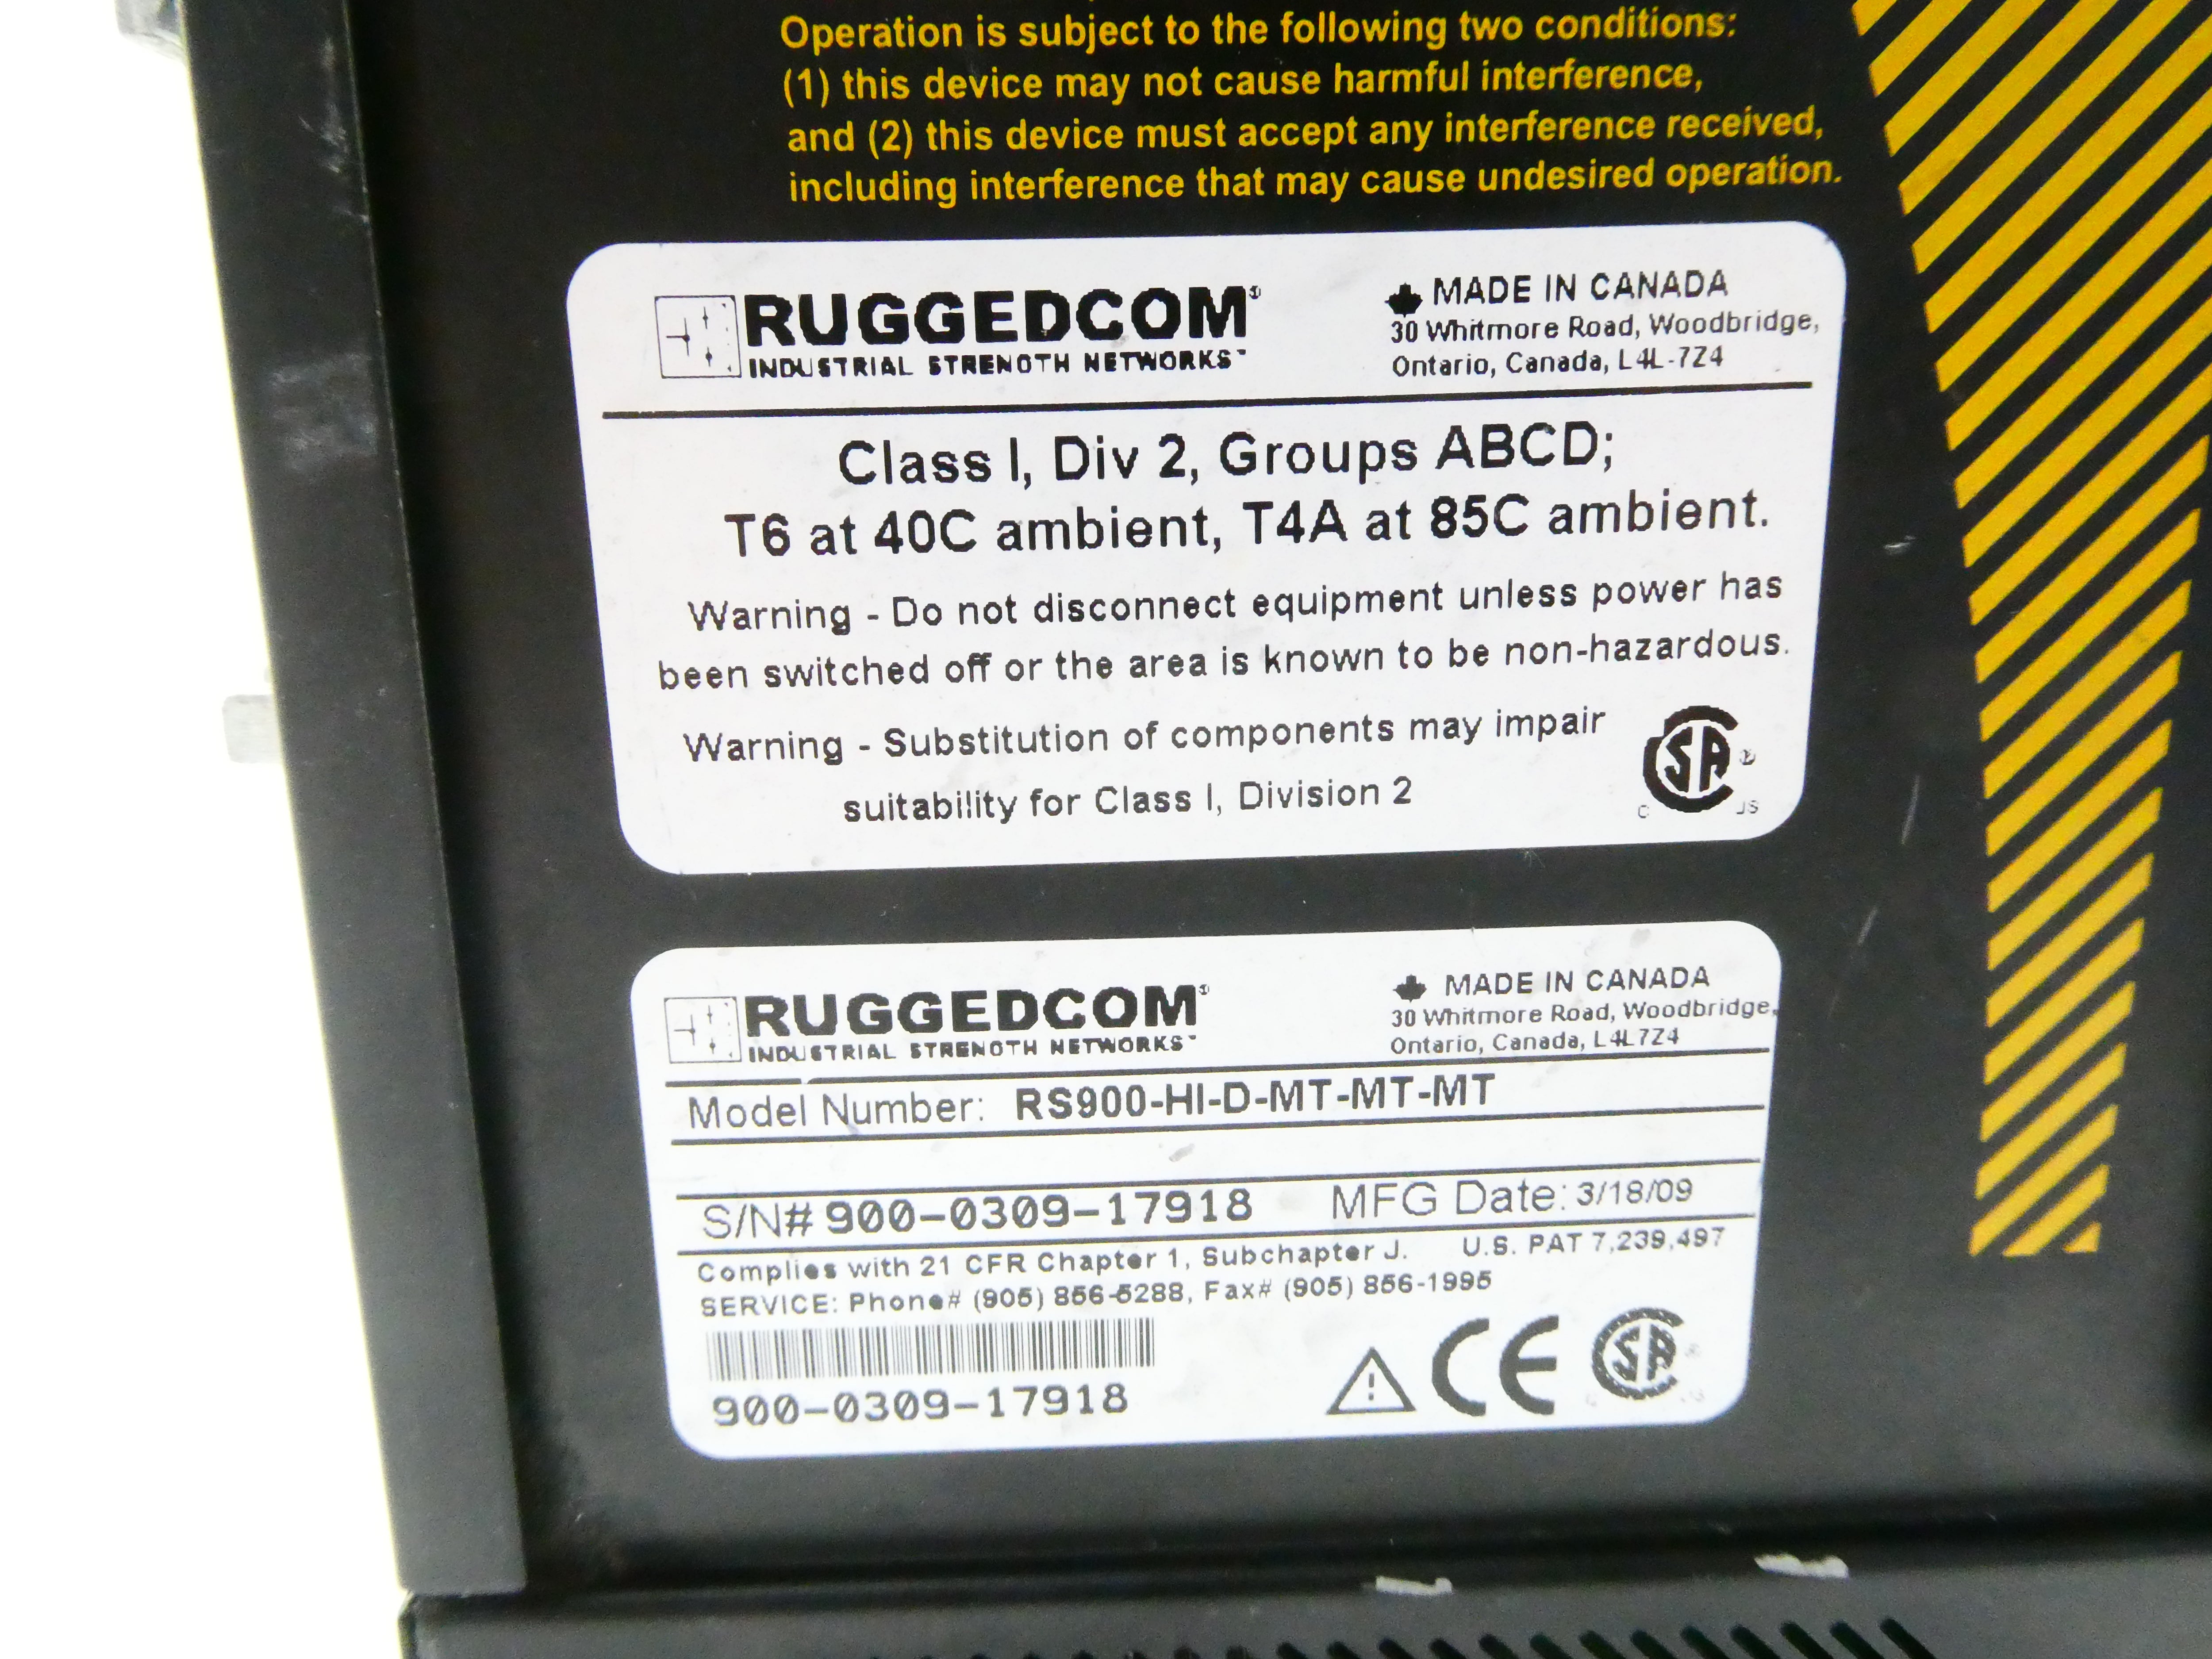 Operation is subject to the following two conditions:
(1) this device may not cause harmful interference,
and (2) this device must accept any interference received,
including interference that may cause undesired operation.
RUGGEDCOM®
INDUSTRIAL STRENGTH NETWORKS™
MADE IN CANADA
30 Whitmore Road, Woodbridge,
Ontario, Canada, L4L-7Z4
Class I, Div 2, Groups ABCD;
T6 at 40C ambient, T4A at 85C ambient.
Warning - Do not disconnect equipment unless power has
been switched off or the area is known to be non-hazardous.
Warning - Substitution of components may impair
suitability for Class I, Division 2
CSA®
C US
RUGGEDCOM®
INDUSTRIAL STRENGTH NETWORKS™
MADE IN CANADA
30 Whitmore Road, Woodbridge,
Ontario, Canada, L4L7Z4
Model Number: RS900-HI-D-MT-MT-MT
S/N# 900-0309-17918 MFG Date: 3/18/09
Complies with 21 CFR Chapter 1, Subchapter J. U.S. PAT 7,239,497
SERVICE: Phone# (905) 856-5288, Fax# (905) 856-1995
900-0309-17918
CE
CSA